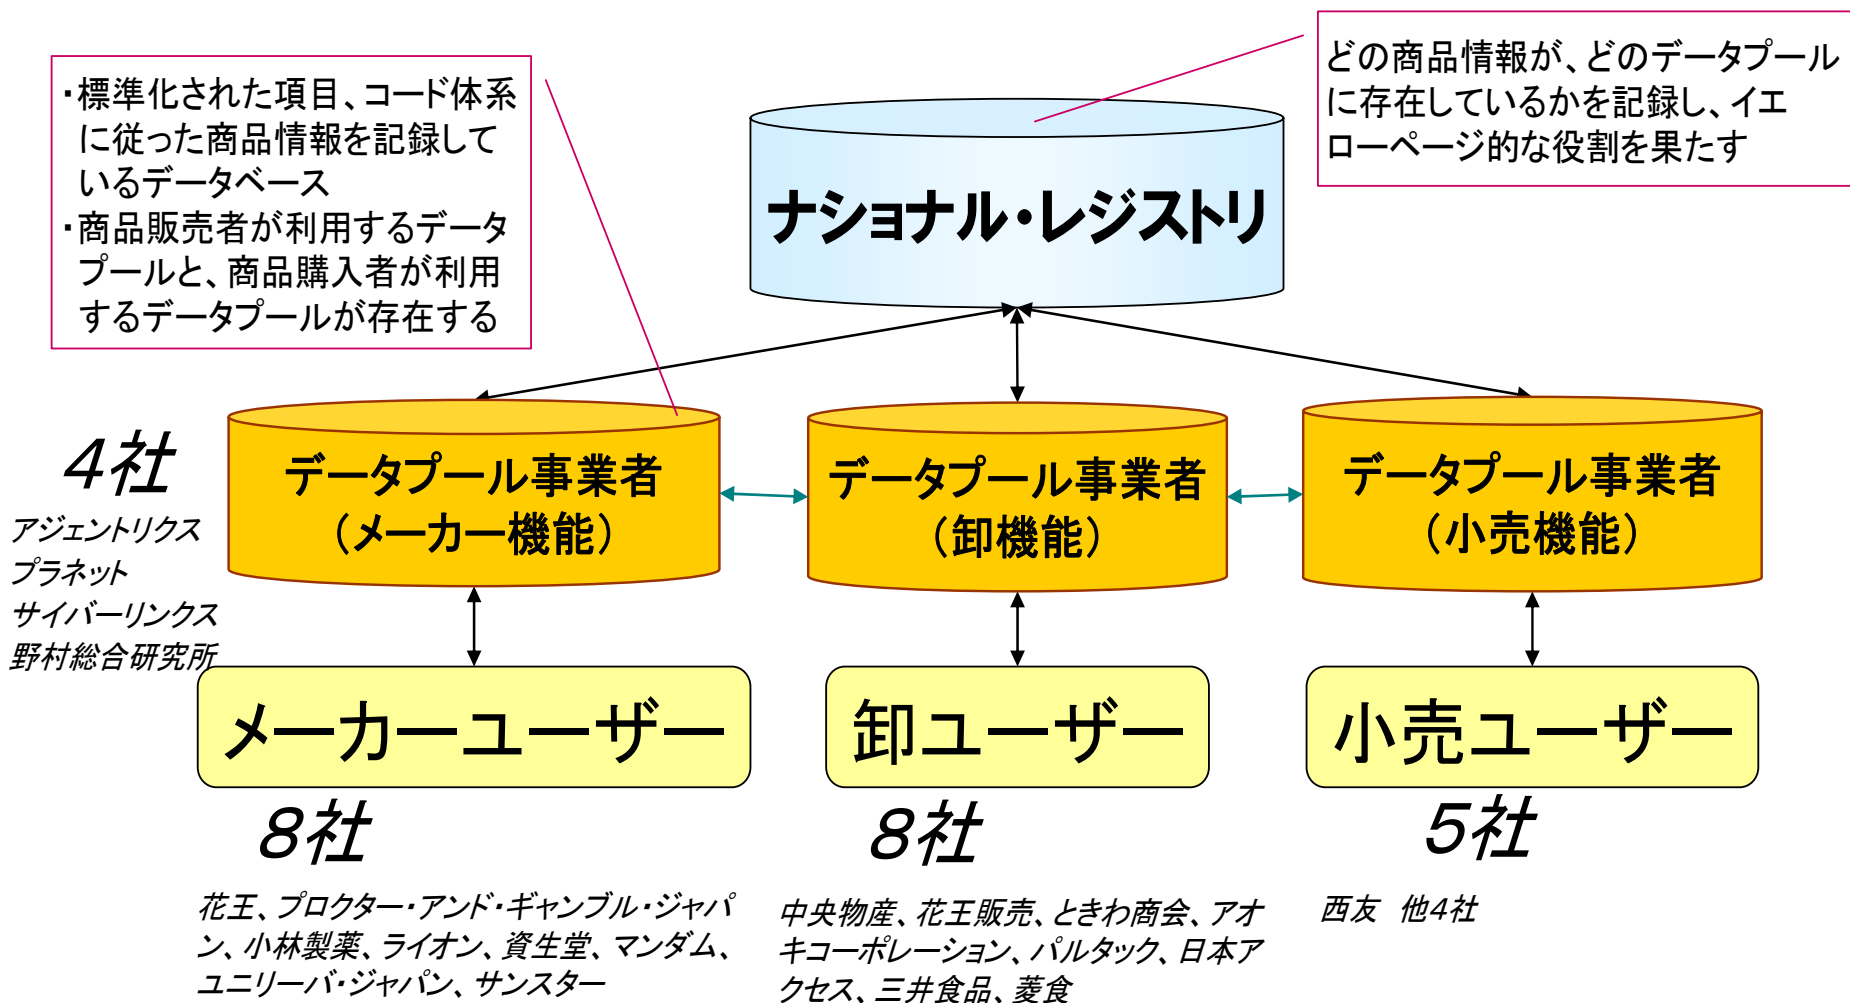 ・標準化された項目、コード体系
に従った商品情報を記録して
いるデータベース
・商品販売者が利用するデータ
プールと、商品購入者が利用
するデータプールが存在する
どの商品情報が、どのデータプール
に存在しているかを記録し、イエ
ローページ的な役割を果たす
ナショナル・レジストリ
4社
アジェントリクス
プラネット
サイバーリンクス
野村総合研究所
データプール事業者
（メーカー機能）
データプール事業者
（卸機能）
データプール事業者
（小売機能）
メーカーユーザー
卸ユーザー
小売ユーザー
8社
8社
5社
花王、プロクター・アンド・ギャンブル・ジャパ
ン、小林製薬、ライオン、資生堂、マンダム、
ユニリーバ・ジャパン、サンスター
中央物産、花王販売、ときわ商会、アオ
キコーポレーション、パルタック、日本ア
クセス、三井食品、菱食
西友　他4社